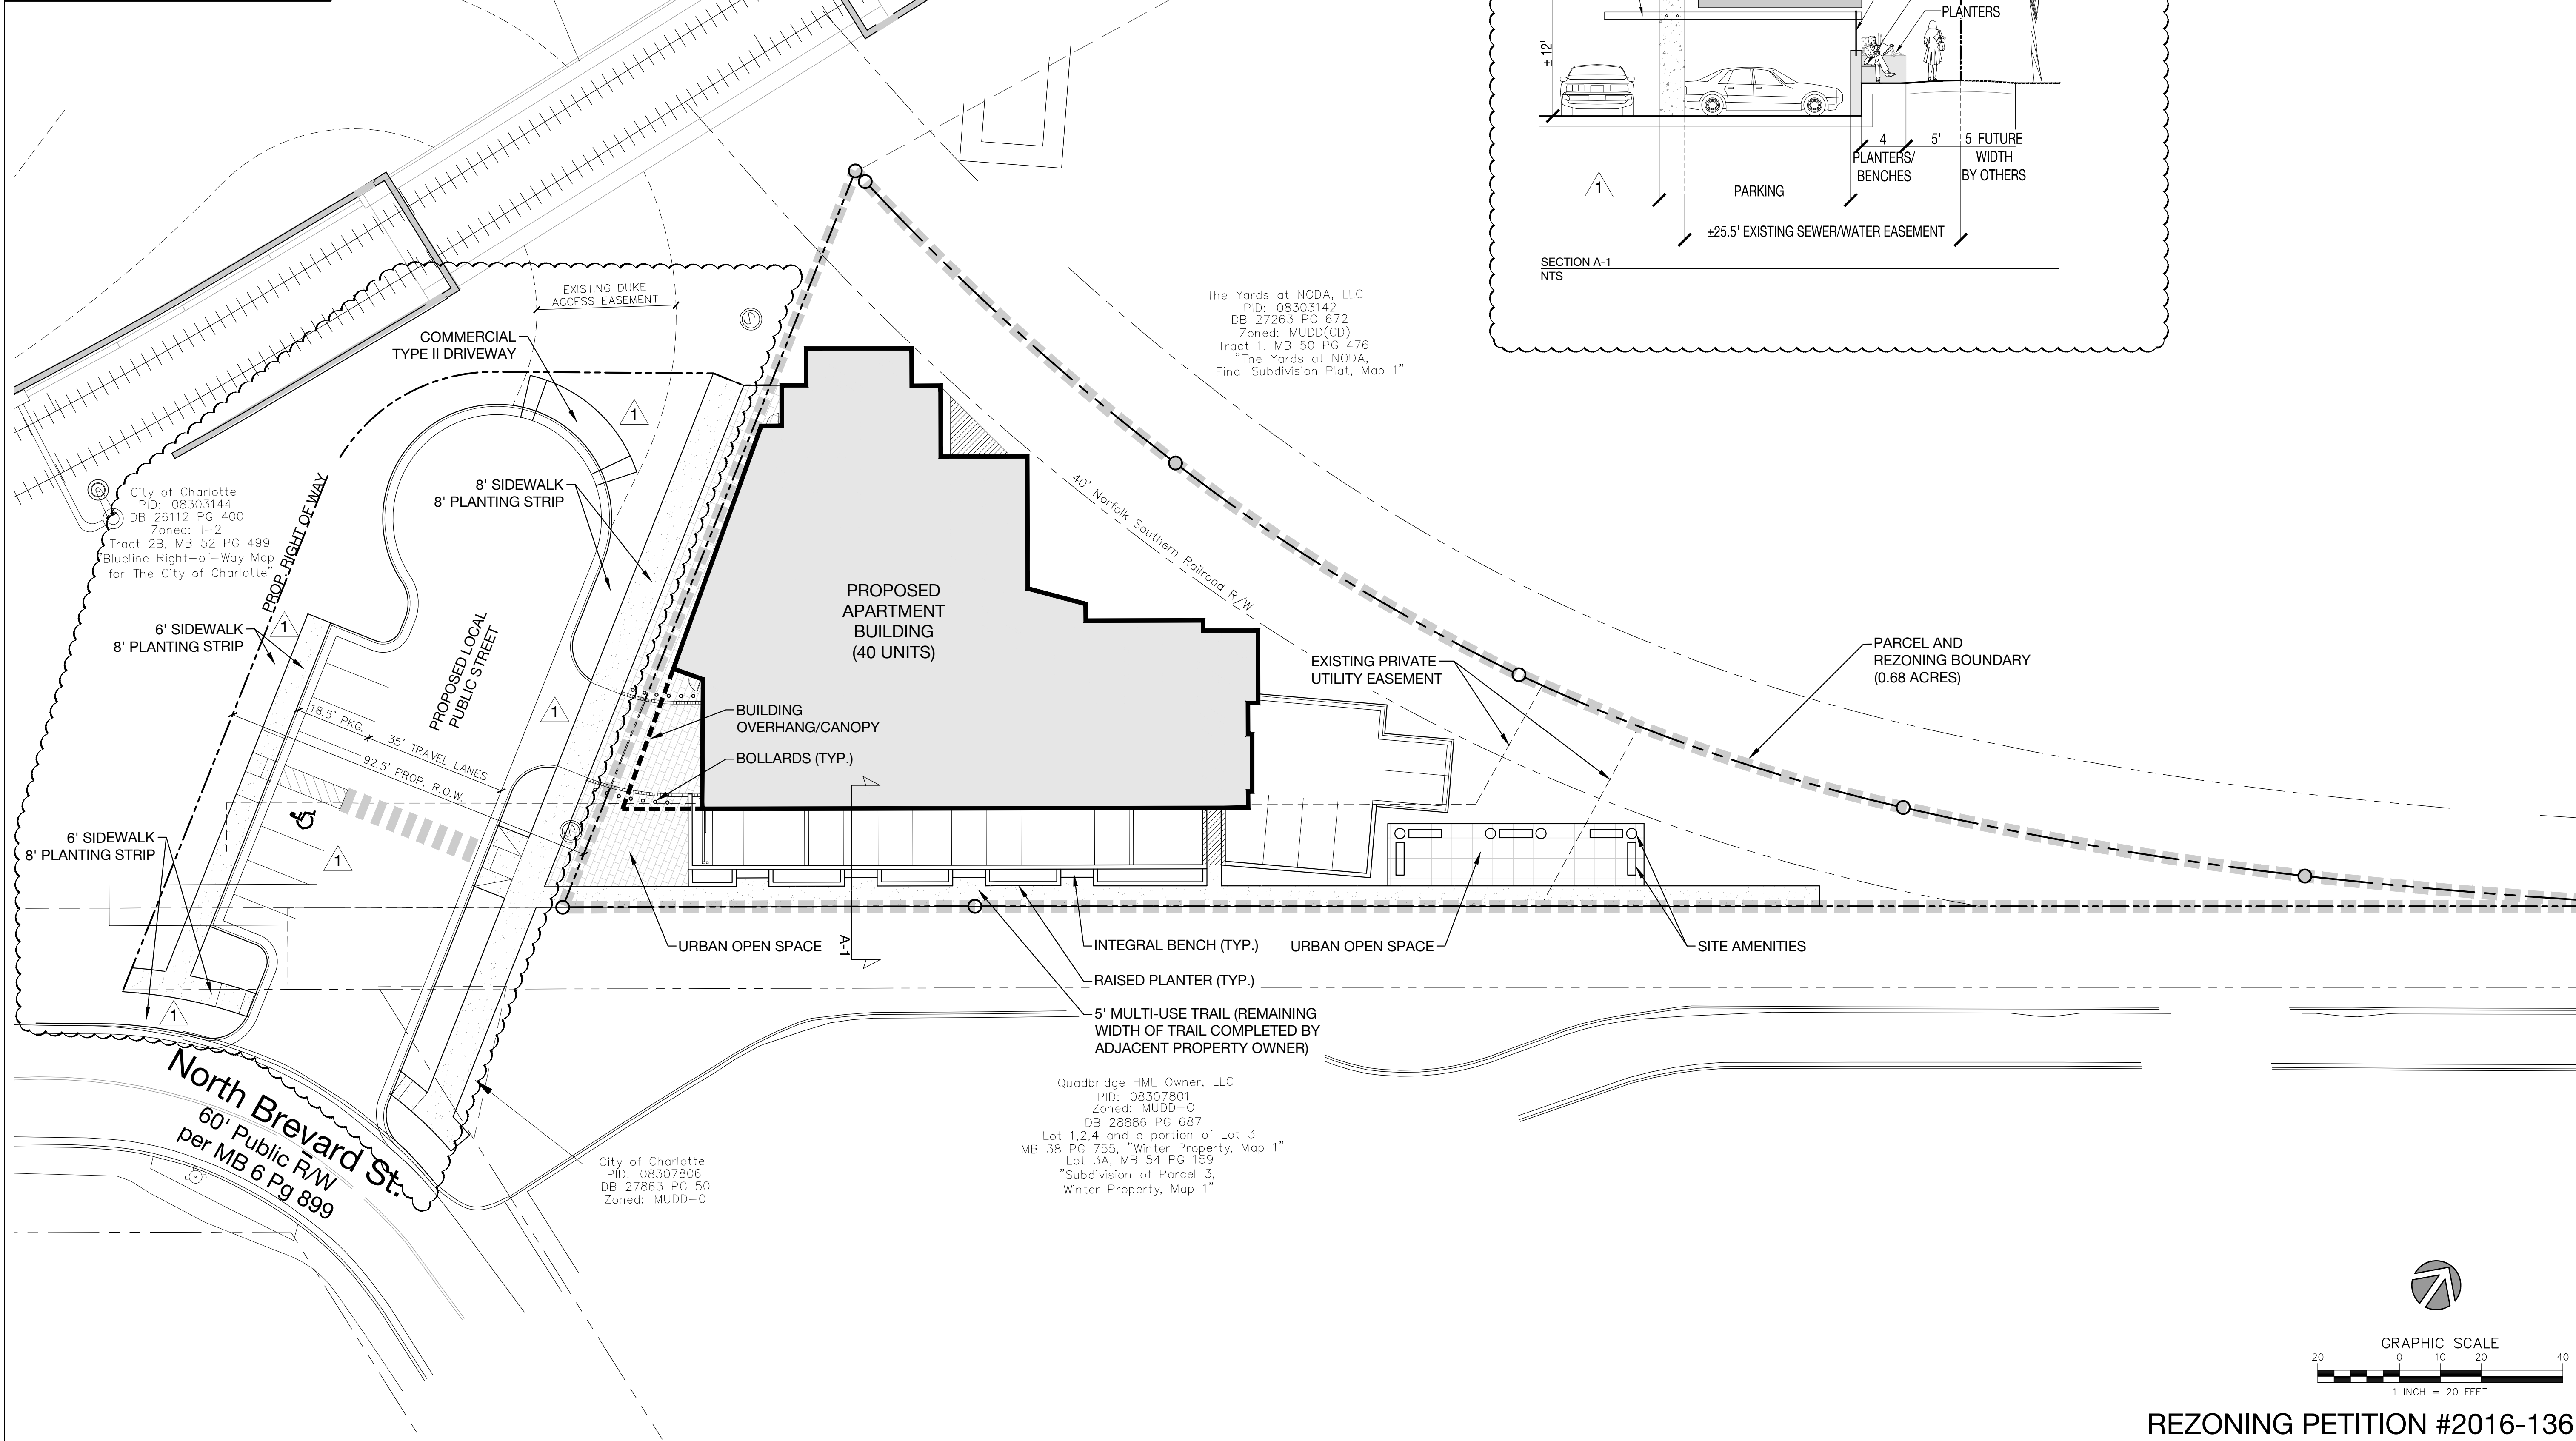 PLANTERS
±12'
4'
5'
5' FUTURE
WIDTH
BY OTHERS
PLANTERS/
BENCHES
1
PARKING
±25.5' EXISTING SEWER/WATER EASEMENT
SECTION A-1
NTS
EXISTING DUKE
ACCESS EASEMENT
COMMERCIAL
TYPE II DRIVEWAY
1
8' SIDEWALK
8' PLANTING STRIP
The Yards at NODA, LLC
PID: 08303142
DB 27263 PG 672
Zoned: MUDD(CD)
Tract 1, MB 50 PG 476
"The Yards at NODA,
Final Subdivision Plat, Map 1"
City of Charlotte
PID: 08303144
DB 26112 PG 400
Zoned: I-2
Tract 2B, MB 52 PG 499
"Blueline Right-of-Way Map
for The City of Charlotte"
PROP. RIGHT OF WAY
40' Norfolk Southern Railroad R/W
6' SIDEWALK
8' PLANTING STRIP
1
PROPOSED LOCAL
PUBLIC STREET
1
18.5' PKG.
35' TRAVEL LANES
92.5' PROP. R.O.W.
PROPOSED
APARTMENT
BUILDING
(40 UNITS)
BUILDING
OVERHANG/CANOPY
BOLLARDS (TYP.)
EXISTING PRIVATE
UTILITY EASEMENT
PARCEL AND
REZONING BOUNDARY
(0.68 ACRES)
6' SIDEWALK
8' PLANTING STRIP
1
1
URBAN OPEN SPACE
A-1
INTEGRAL BENCH (TYP.)
URBAN OPEN SPACE
SITE AMENITIES
RAISED PLANTER (TYP.)
5' MULTI-USE TRAIL (REMAINING
WIDTH OF TRAIL COMPLETED BY
ADJACENT PROPERTY OWNER)
North Brevard St.
60' Public R/W
per MB 6 Pg 899
City of Charlotte
PID: 08307806
DB 27863 PG 50
Zoned: MUDD-O
Quadbridge HML Owner, LLC
PID: 08307801
Zoned: MUDD-O
DB 28886 PG 687
Lot 1,2,4 and a portion of Lot 3
MB 38 PG 755, "Winter Property, Map 1"
Lot 3A, MB 54 PG 159
"Subdivision of Parcel 3,
Winter Property, Map 1"
GRAPHIC SCALE
20 0 10 20 40
1 INCH = 20 FEET
REZONING PETITION #2016-136